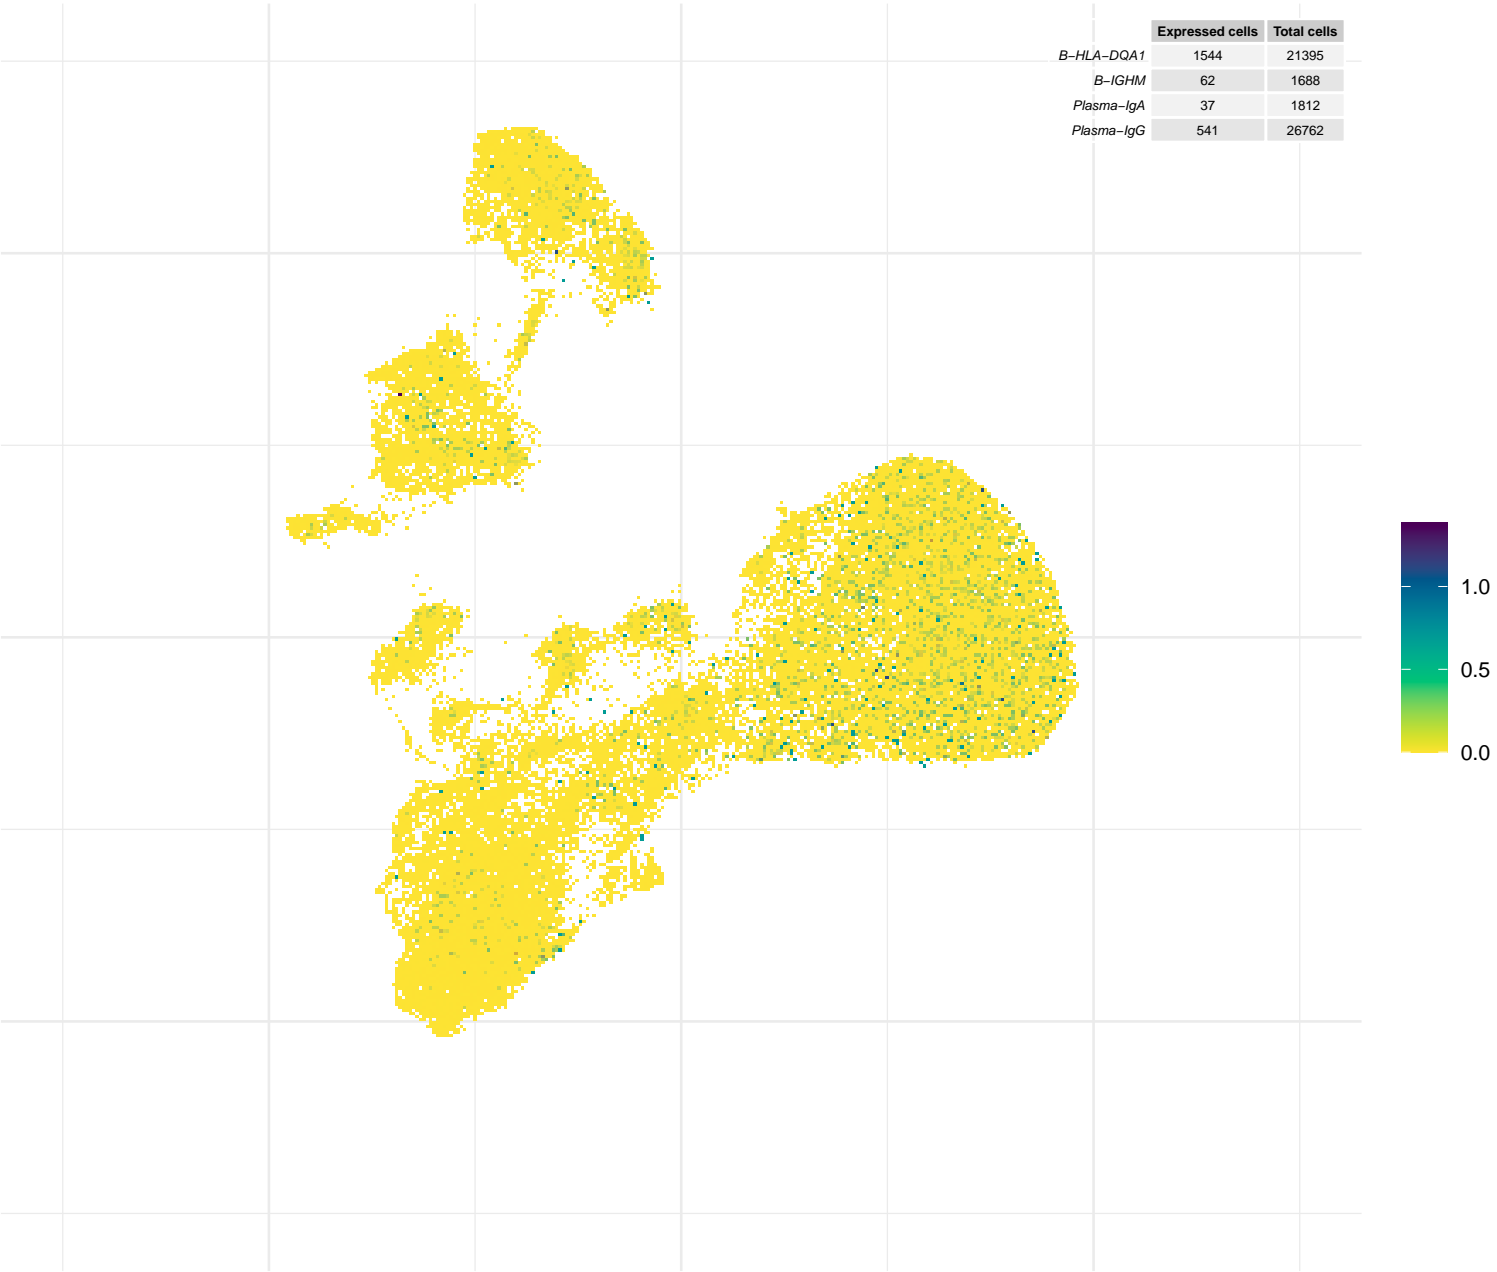 Expressed cells Total cells
B−HLA−DQA1 1544 21395
B−IGHM 62 1688
Plasma−IgA 37 1812
Plasma−IgG 541 26762
1.0
0.5
0.0